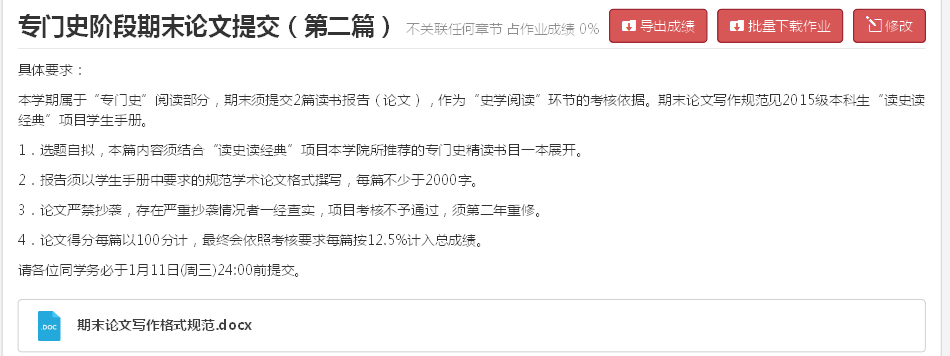 专门史阶段期末论文提交（第二篇） 不关联任何章节 占作业成绩 0% 导出成绩 批量下载作业 修改
具体要求：
本学期属于“专门史”阅读部分，期末须提交2篇读书报告（论文），作为“史学阅读”环节的考核依据。期末论文写作规范见2015级本科生“读史读
经典”项目学生手册。
1．选题自拟，本篇内容须结合“读史读经典”项目本学院所推荐的专门史精读书目一本展开。
2．报告须以学生手册中要求的规范学术论文格式撰写，每篇不少于2000字。
3．论文严禁抄袭，存在严重抄袭情况者一经查实，项目考核不予通过，须第二年重修。
4．论文得分每篇以100分计，最终会依照考核要求每篇按12.5%计入总成绩。
请各位同学务必于1月11日(周三)24:00前提交。
.DOC 期末论文写作格式规范.docx